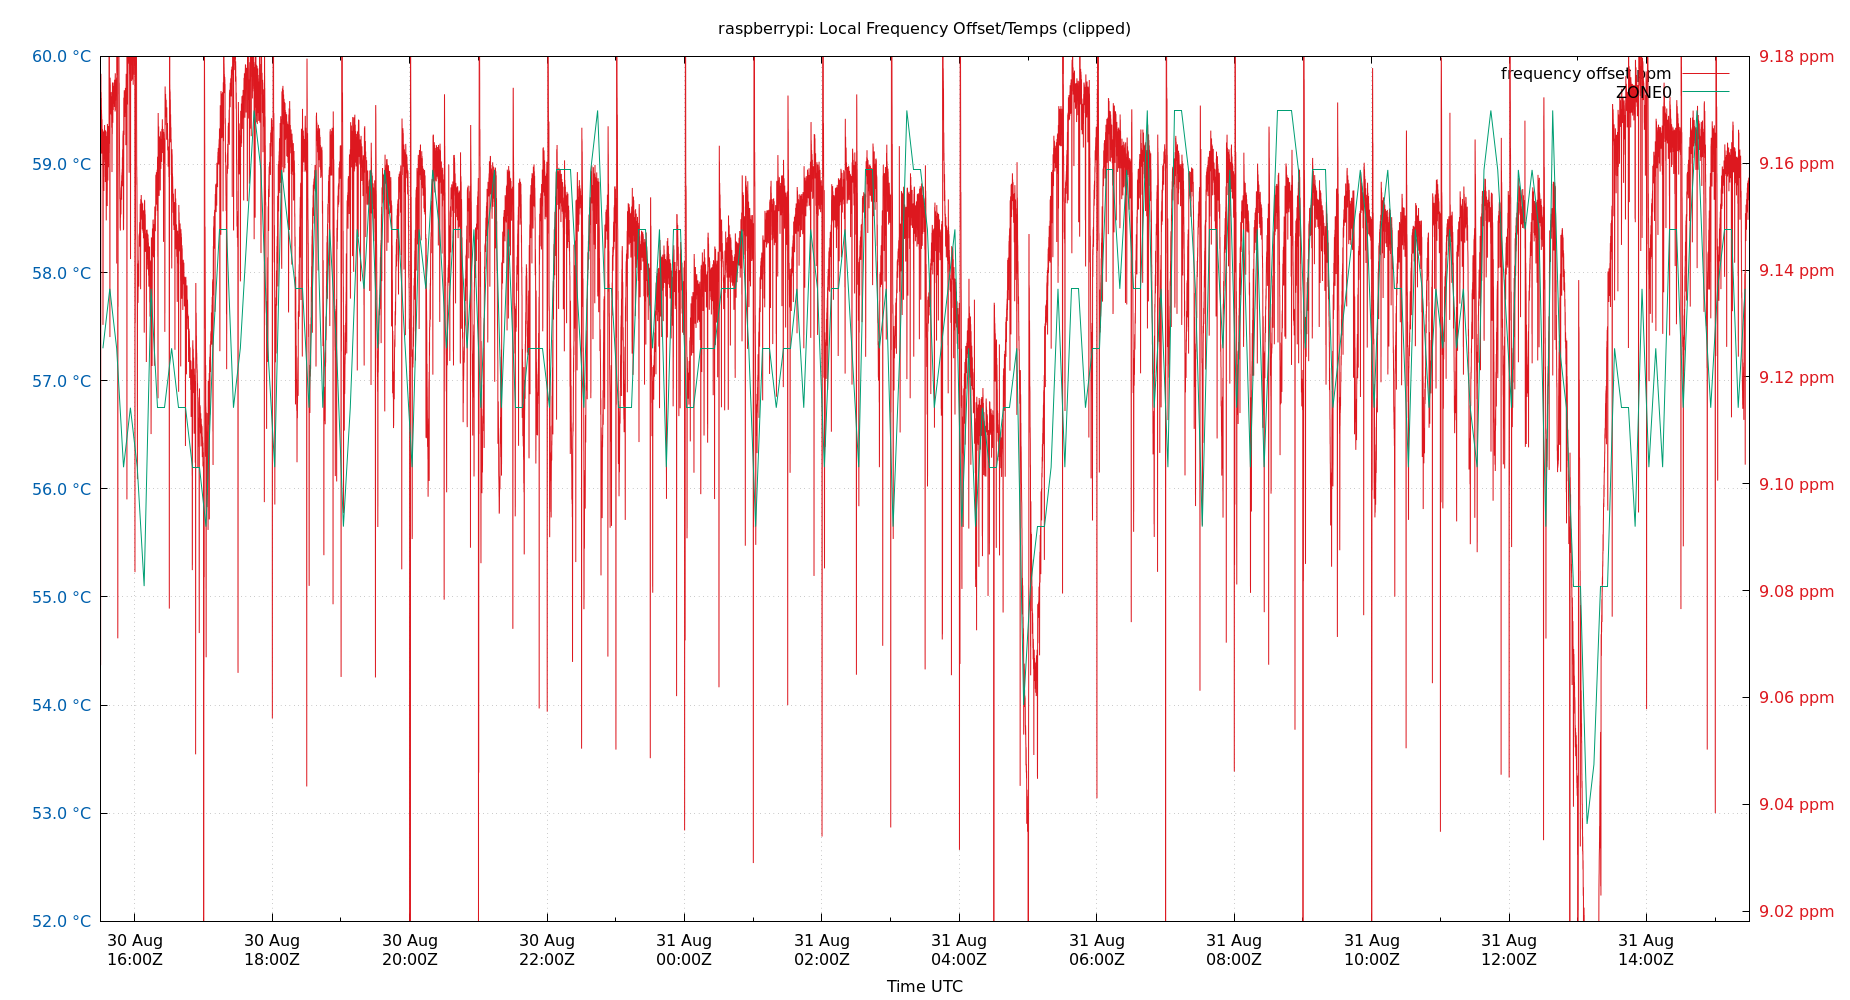 raspberrypi: Local Frequency Offset/Temps (clipped)
60.0 °C
59.0 °C
58.0 °C
57.0 °C
56.0 °C
55.0 °C
54.0 °C
53.0 °C
52.0 °C
9.18 ppm
9.16 ppm
9.14 ppm
9.12 ppm
9.10 ppm
9.08 ppm
9.06 ppm
9.04 ppm
9.02 ppm
frequency offset ppm
ZONE0
30 Aug 30 Aug 30 Aug 30 Aug 31 Aug 31 Aug 31 Aug 31 Aug 31 Aug 31 Aug 31 Aug 31 Aug
16:00Z 18:00Z 20:00Z 22:00Z 00:00Z 02:00Z 04:00Z 06:00Z 08:00Z 10:00Z 12:00Z 14:00Z
Time UTC